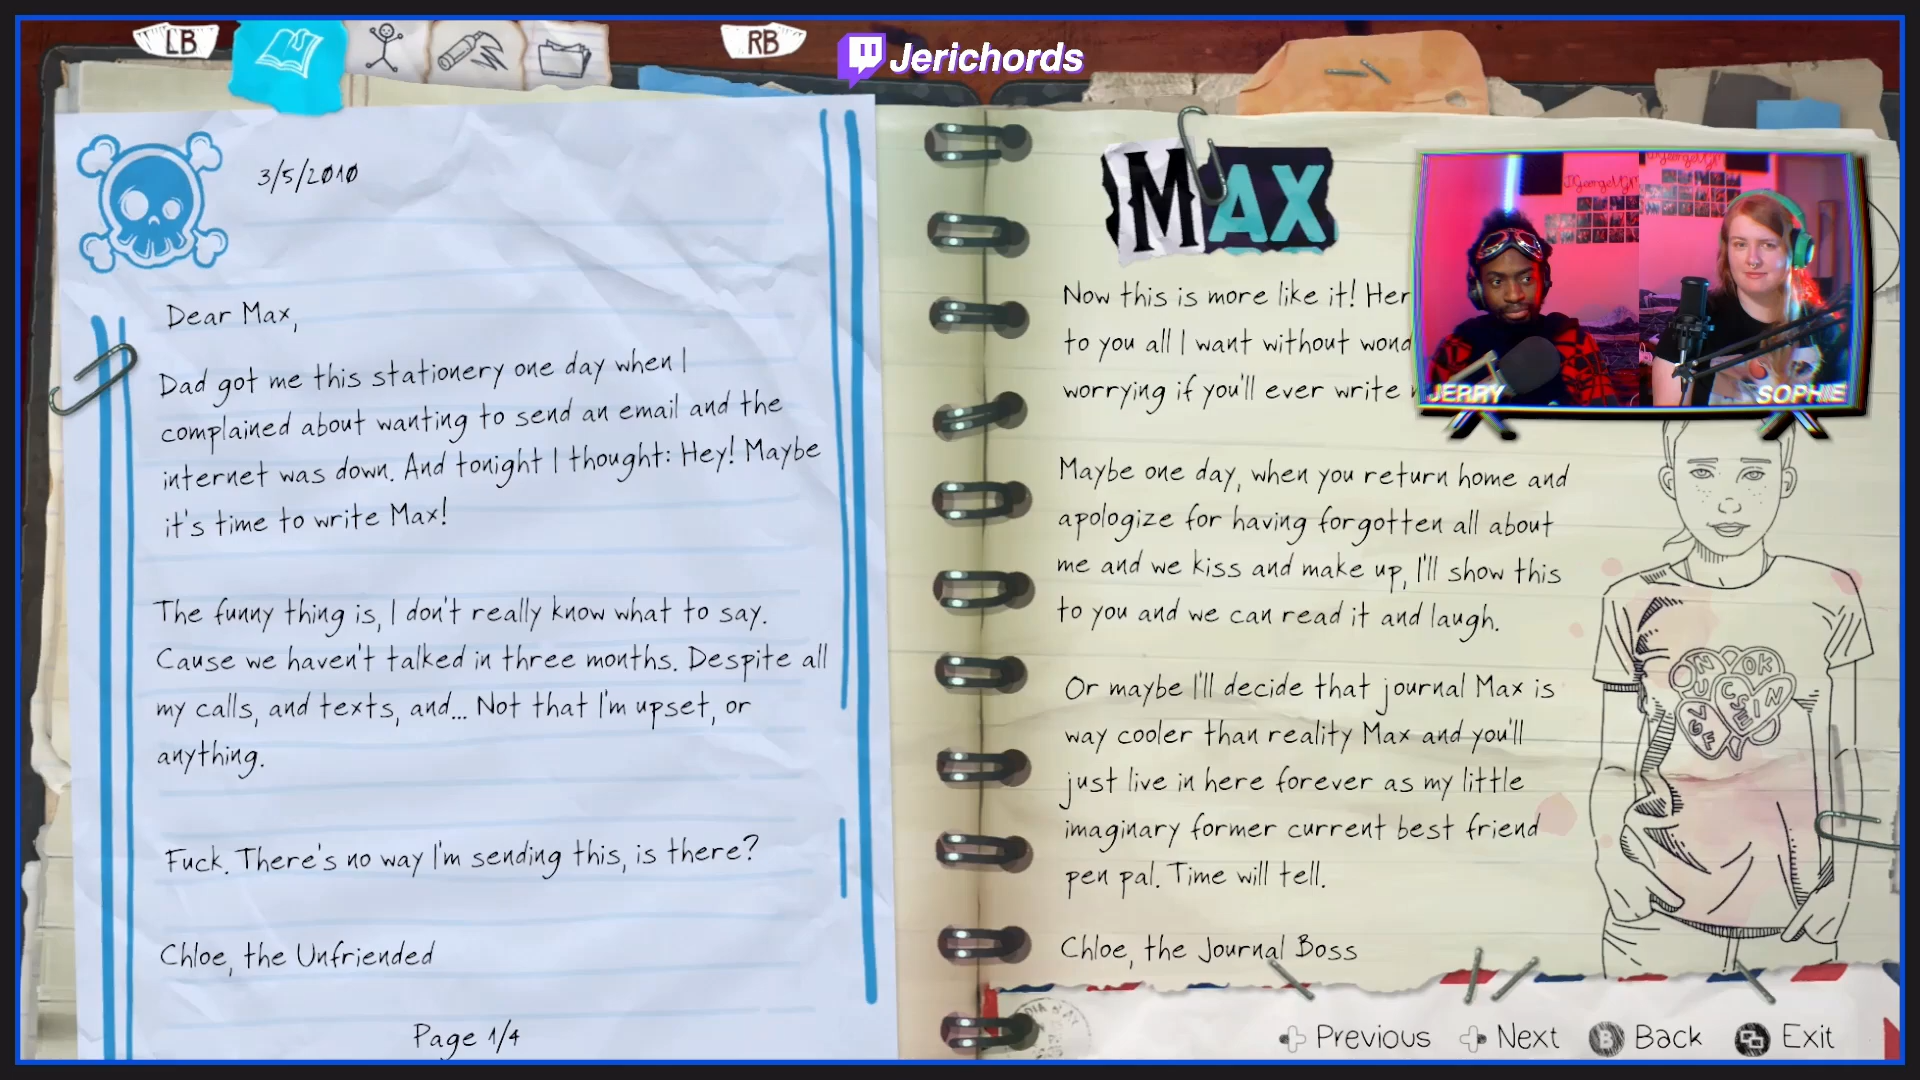 LB
RB
Jerichords
3/5/2010
Dear Max,
Dad got me this stationery one day when I
complained about wanting to send an email and the
internet was down. And tonight I thought: Hey! Maybe
it's time to write Max!
The funny thing is, I don't really know what to say.
Cause we haven't talked in three months. Despite all
my calls, and texts, and... Not that I'm upset, or
anything.
Fuck. There's no way I'm sending this, is there?
Chloe, the Unfriended
Page 1/4
MAX
Now this is more like it! Her
to you all I want without
worrying if you'll ever write
Maybe one day, when you return home and
apologize for having forgotten all about
me and we kiss and make up, I'll show this
to you and we can read it and laugh.
Or maybe I'll decide that journal Max is
way cooler than reality Max and you'll
just live in here forever as my little
imaginary former current best friend
pen pal. Time will tell.
Chloe, the Journal Boss
JERRY
SOPHIE
Previous
Next
B
Back
Exit